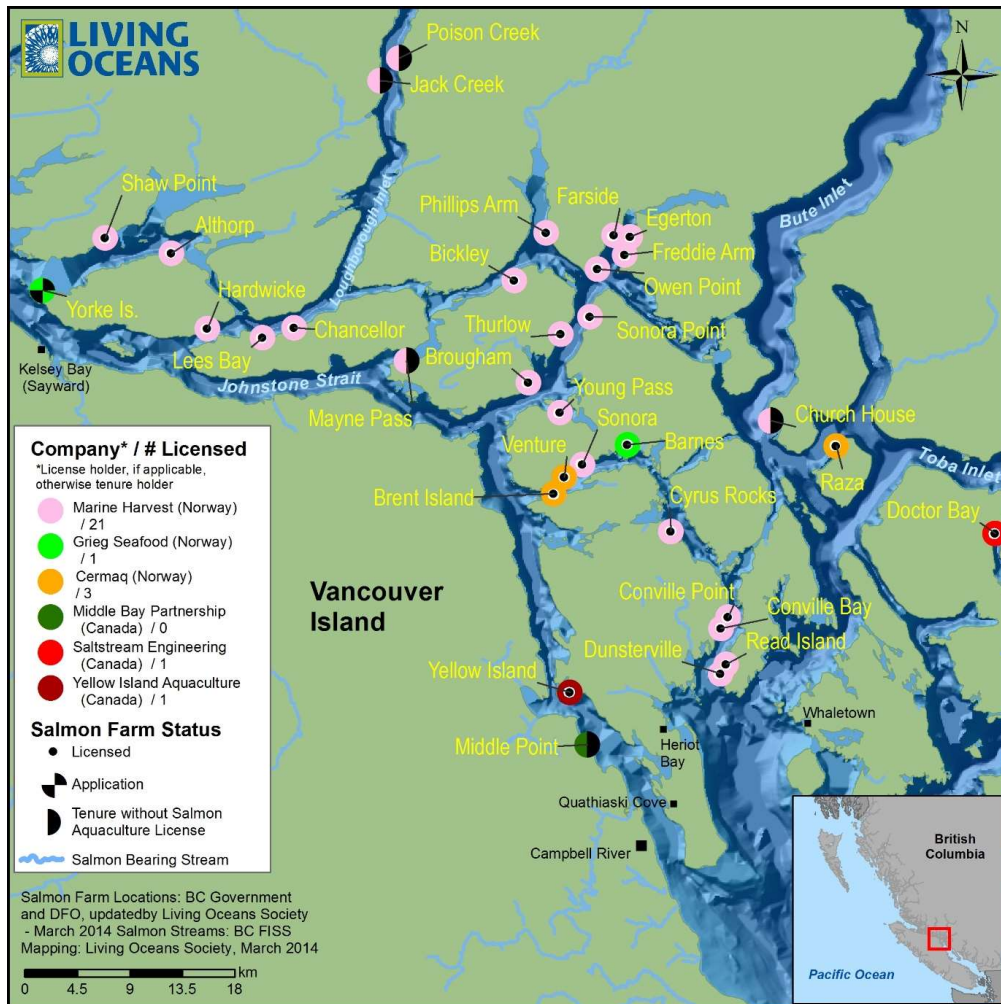 LIVING
OCEANS
N
Poison Creek
Jack Creek
Shaw Point
Althorp
Phillips Arm
Farside
Egerton
Bute Inlet
Loughborough Inlet
Bickley
Freddie Arm
Owen Point
Yorke Is.
Hardwicke
Thurlow
Sonora Point
Chancellor
Lees Bay
Brougham
Kelsey Bay
(Sayward)
Johnstone Strait
Mayne Pass
Young Pass
Sonora
Church House
Venture
Barnes
Toba Inlet
Brent Island
Cyrus Rocks
Raza
Doctor Bay
Vancouver
Island
Conville Point
Conville Bay
Dunsterville
Read Island
Yellow Island
Whaletown
Middle Point
Heriot
Bay
Quathiaski Cove
Campbell River
Company* / # Licensed
*License holder, if applicable,
otherwise tenure holder
Marine Harvest (Norway)
/ 21
Grieg Seafood (Norway)
/ 1
Cermaq (Norway)
/ 3
Middle Bay Partnership
(Canada) / 0
Saltstream Engineering
(Canada) / 1
Yellow Island Aquaculture
(Canada) / 1
Salmon Farm Status
Licensed
Application
Tenure without Salmon
Aquaculture License
Salmon Bearing Stream
Salmon Farm Locations: BC Government
and DFO, updatedby Living Oceans Society
- March 2014 Salmon Streams: BC FISS
Mapping: Living Oceans Society, March 2014
km
0 4.5 9 13.5 18
British
Columbia
Pacific Ocean